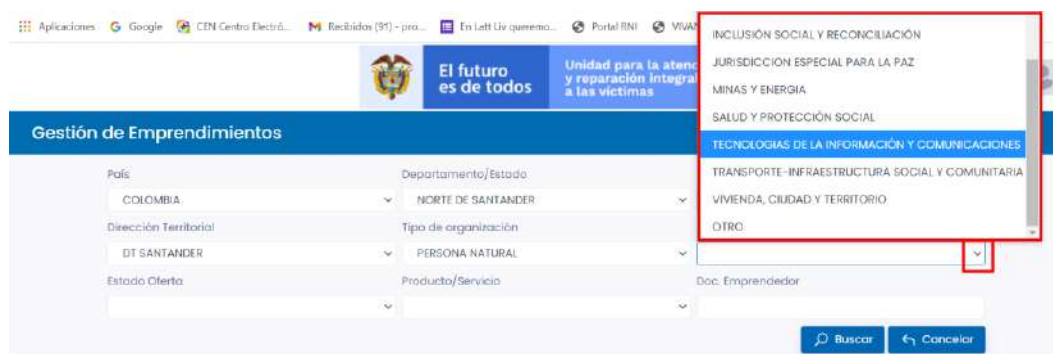 Aplicaciones Google CEN-Centro Electró... Recibidos (91) - pro... En Lett Liv queremo... Portal RNI VIVAN
El futuro
es de todos
Unidad para la atenc
y reparación integral
a las víctimas
Gestión de Emprendimientos
País
COLOMBIA
Departamento/Estado
NORTE DE SANTANDER
Dirección Territorial
DT SANTANDER
Tipo de organización
PERSONA NATURAL
INCLUSIÓN SOCIAL Y RECONCILIACIÓN
JURISDICCION ESPECIAL PARA LA PAZ
MINAS Y ENERGIA
SALUD Y PROTECCIÓN SOCIAL
TECNOLOGIAS DE LA INFORMACIÓN Y COMUNICACIONES
TRANSPORTE-INFRAESTRUCTURA SOCIAL Y COMUNITARIA
VIVIENDA, CIUDAD Y TERRITORIO
OTRO
Estado Oferta
Producto/Servicio
Doc. Emprendedor
Buscar
Cancelar